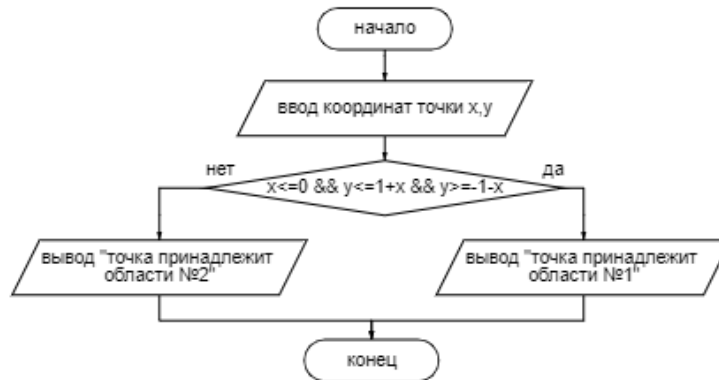 начало
ввод координат точки x,y
нет
да
x<=0 && y<=1+x && y>=-1-x
вывод "точка принадлежит
области №2"
вывод "точка принадлежит
области №1"
конец